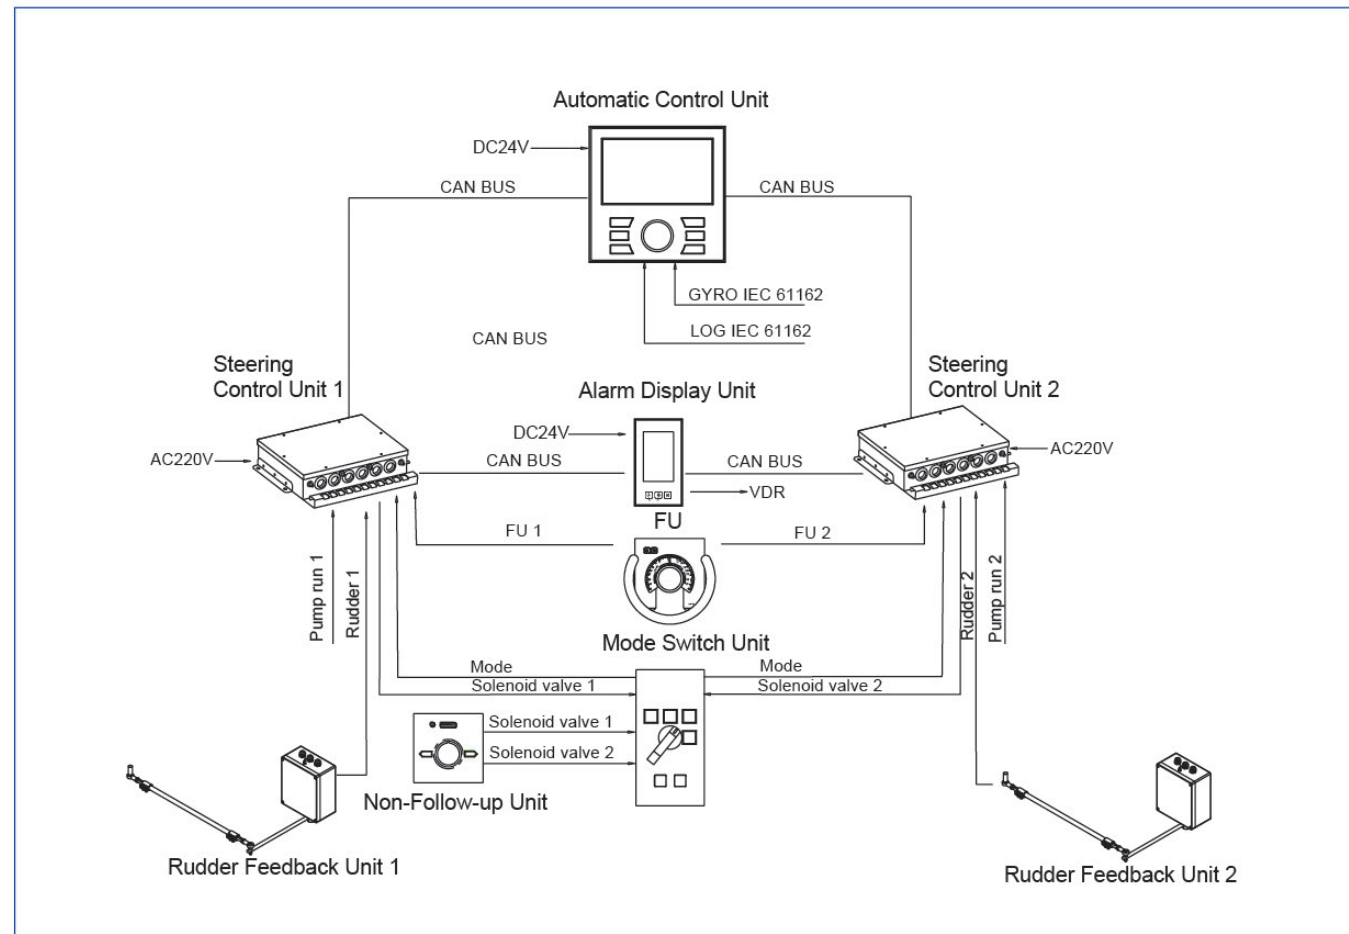 Automatic Control Unit
DC24V
CAN BUS
CAN BUS
GYRO IEC 61162
LOG IEC 61162
CAN BUS
Steering
Control Unit 1
Steering
Control Unit 2
Alarm Display Unit
DC24V
AC220V
CAN BUS
CAN BUS
AC220V
VDR
FU
FU 1
FU 2
Pump run 1
Rudder 1
Rudder 2
Pump run 2
Mode Switch Unit
Mode
Mode
Solenoid valve 1
Solenoid valve 2
Solenoid valve 1
Solenoid valve 2
Non-Follow-up Unit
Rudder Feedback Unit 1
Rudder Feedback Unit 2